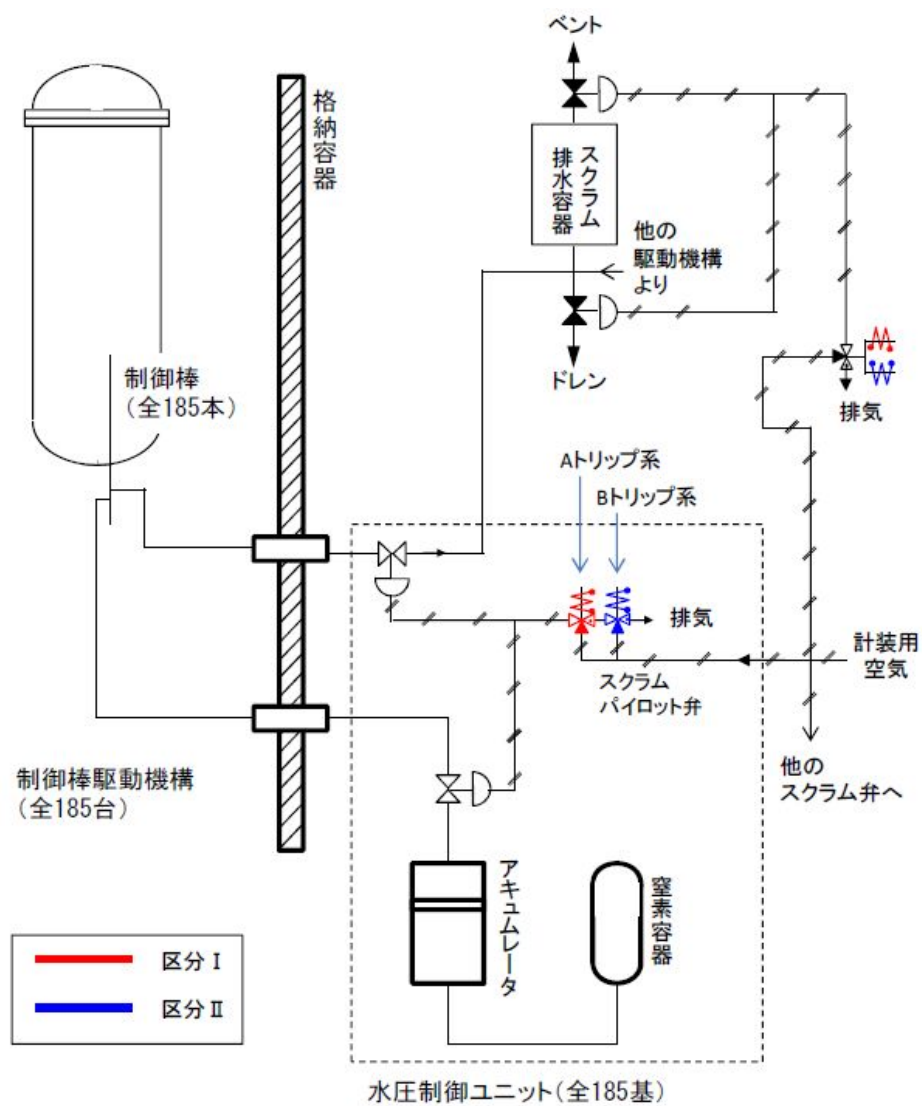 ベント
格納容器
スクラム
排水容器
他の
駆動機構
より
制御棒
（全185本）
ドレン
排気
Aトリップ系
Bトリップ系
排気
計装用
空気
スクラム
パイロット弁
制御棒駆動機構
（全185台）
他の
スクラム弁へ
アキュムレータ
窒素容器
区分Ⅰ
区分Ⅱ
水圧制御ユニット（全185基）